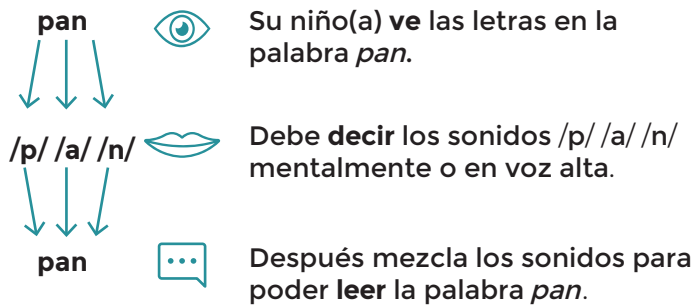 pan
Su niño(a) ve las letras en la
palabra pan.
/p/ /a/ /n/
Debe decir los sonidos /p/ /a/ /n/
mentalmente o en voz alta.
pan
Después mezcla los sonidos para
poder leer la palabra pan.